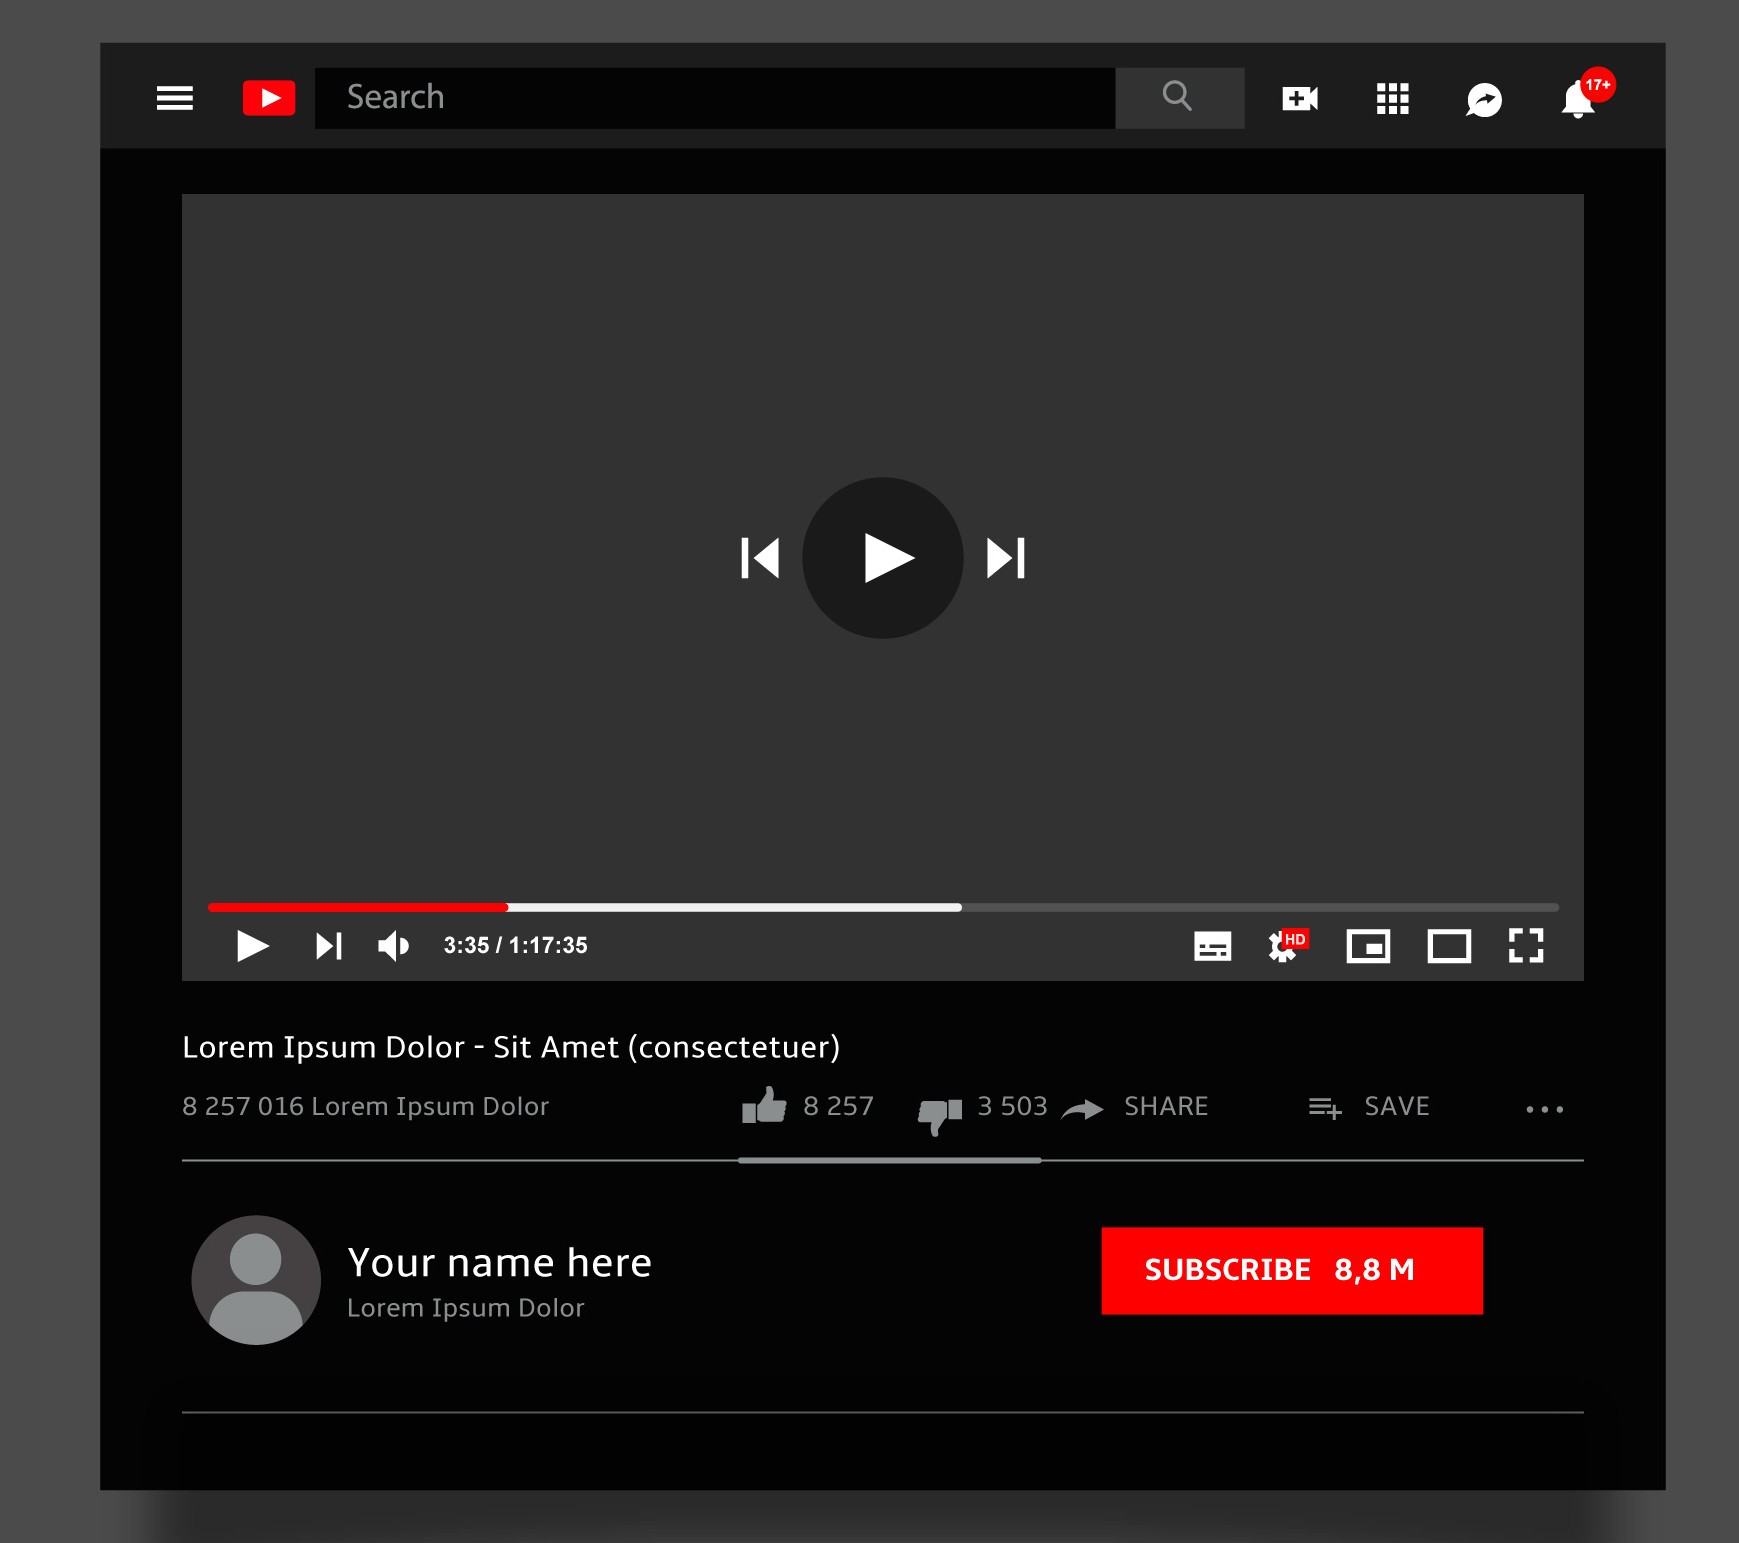 Search
17+
3:35 / 1:17:35
HD
Lorem Ipsum Dolor - Sit Amet (consectetuer)
8 257 016 Lorem Ipsum Dolor 8 257 3 503 SHARE SAVE
Your name here
Lorem Ipsum Dolor
SUBSCRIBE 8,8 M